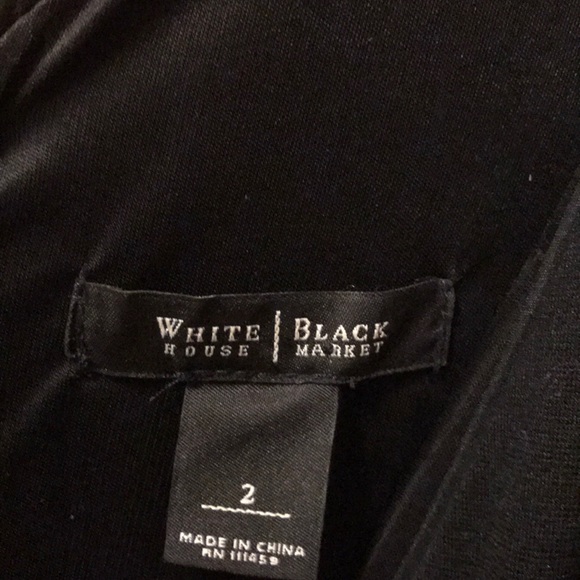 WHITE | BLACK
HOUSE | MARKET
2
MADE IN CHINA
RN 111459